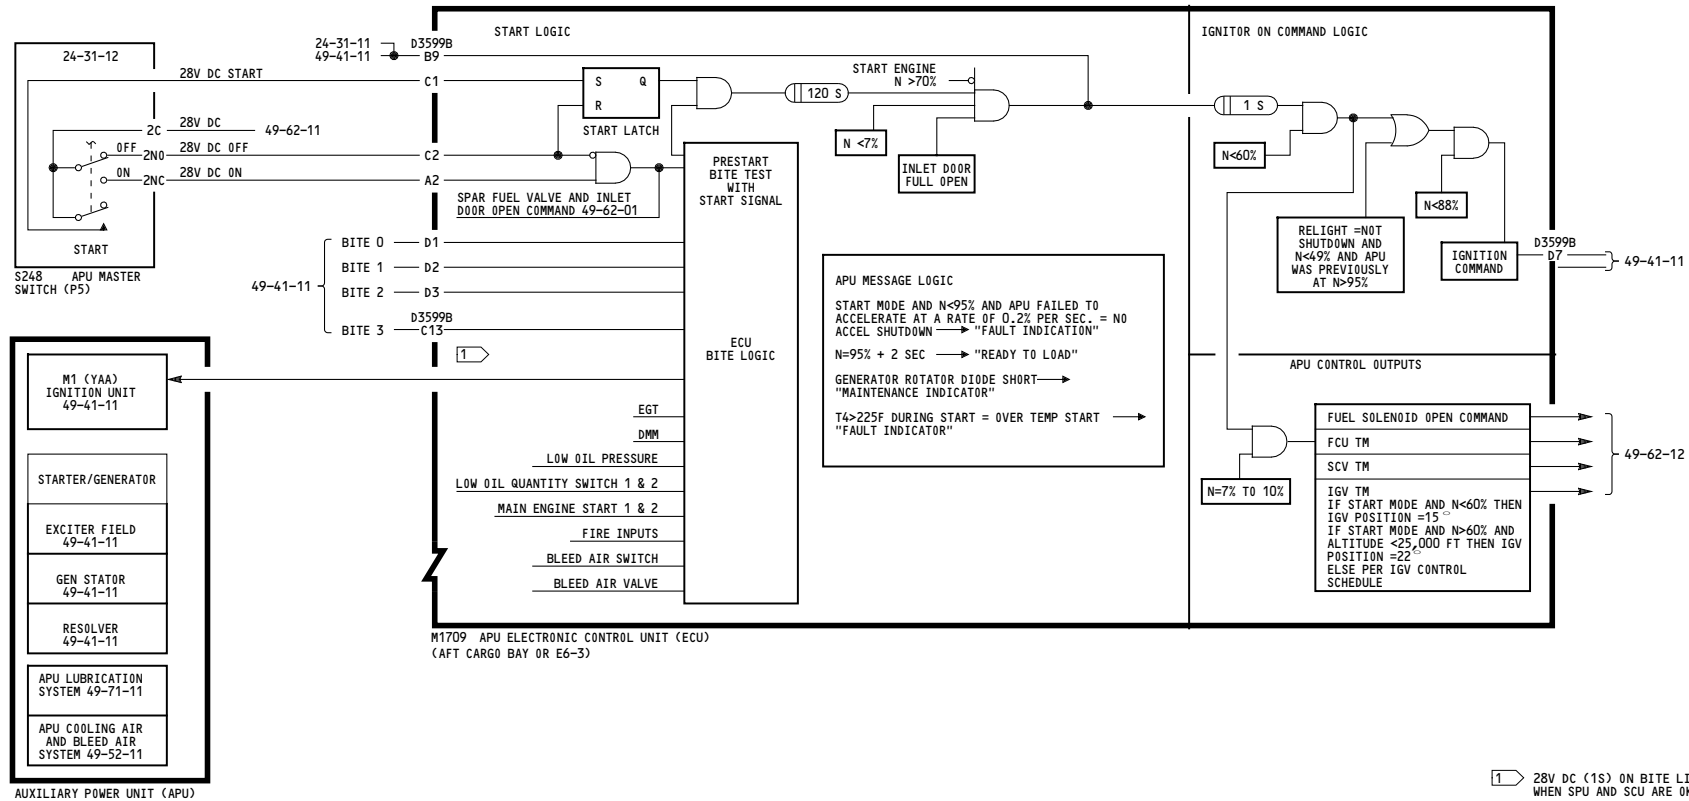 START LOGIC
IGNITOR ON COMMAND LOGIC
24-31-12
24-31-11
49-41-11
D3599B
B9
28V DC START
C1
S Q
R
START LATCH
120 S
START ENGINE
N >70%
N <7%
INLET DOOR
FULL OPEN
1 S
N<60%
N<88%
2C 28V DC 49-62-11
OFF 2NO 28V DC OFF C2
ON 2NC 28V DC ON A2
START
S248 APU MASTER
SWITCH (P5)
SPAR FUEL VALVE AND INLET
DOOR OPEN COMMAND 49-62-01
PRESTART
BITE TEST
WITH
START SIGNAL
ECU
BITE LOGIC
49-41-11
BITE 0 D1
BITE 1 D2
BITE 2 D3
D3599B
BITE 3 C13
1
RELIGHT =NOT
SHUTDOWN AND
N<49% AND APU
WAS PREVIOUSLY
AT N>95%
IGNITION
COMMAND
D3599B
D7
49-41-11
APU MESSAGE LOGIC
START MODE AND N<95% AND APU FAILED TO
ACCELERATE AT A RATE OF 0.2% PER SEC. = NO
ACCEL SHUTDOWN "FAULT INDICATION"
N=95% + 2 SEC "READY TO LOAD"
GENERATOR ROTATOR DIODE SHORT
"MAINTENANCE INDICATOR"
T4>225F DURING START = OVER TEMP START
"FAULT INDICATOR"
M1 (YAA)
IGNITION UNIT
49-41-11
STARTER/GENERATOR
EXCITER FIELD
49-41-11
GEN STATOR
49-41-11
RESOLVER
49-41-11
APU LUBRICATION
SYSTEM 49-71-11
APU COOLING AIR
AND BLEED AIR
SYSTEM 49-52-11
AUXILIARY POWER UNIT (APU)
EGT
DMM
LOW OIL PRESSURE
LOW OIL QUANTITY SWITCH 1 & 2
MAIN ENGINE START 1 & 2
FIRE INPUTS
BLEED AIR SWITCH
BLEED AIR VALVE
M1709 APU ELECTRONIC CONTROL UNIT (ECU)
(AFT CARGO BAY OR E6-3)
APU CONTROL OUTPUTS
N=7% TO 10%
FUEL SOLENOID OPEN COMMAND
FCU TM
SCV TM
IGV TM
IF START MODE AND N<60% THEN
IGV POSITION =15°
IF START MODE AND N>60% AND
ALTITUDE <25,000 FT THEN IGV
POSITION =22°
ELSE PER IGV CONTROL
SCHEDULE
49-62-12
1 28V DC (1S) ON BITE LI
WHEN SPU AND SCU ARE OK